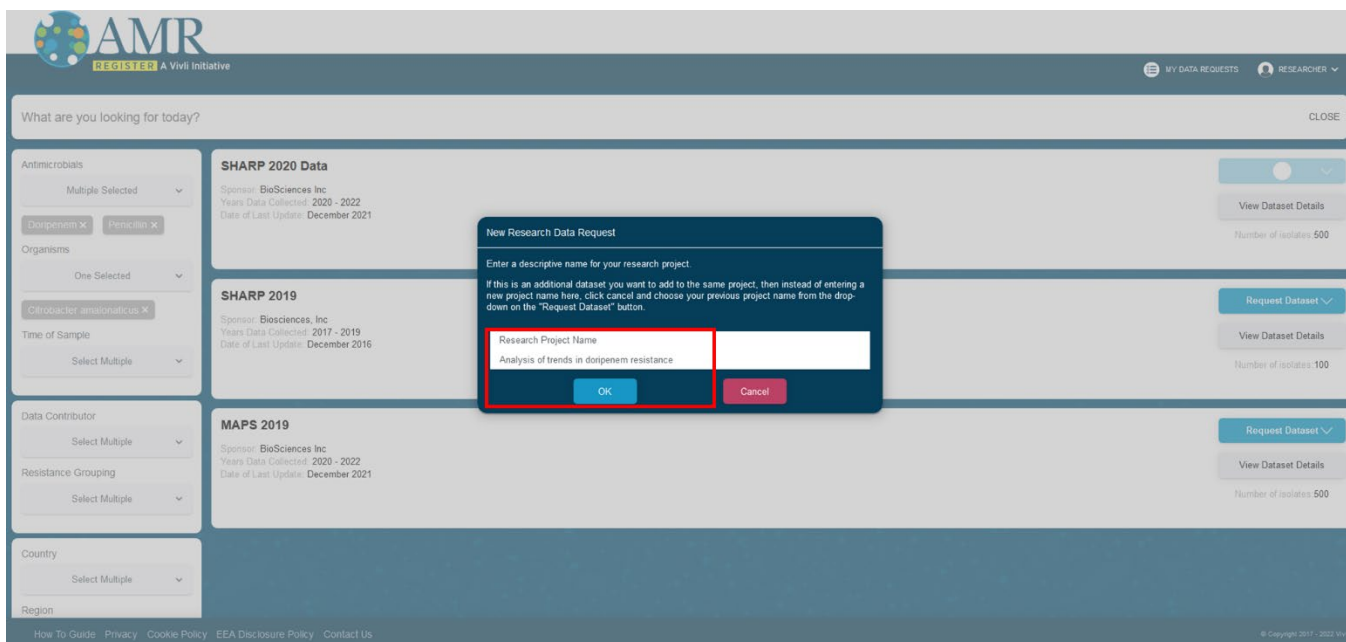 AMR
REGISTER A Vivli Initiative
MY DATA REQUESTS
RESEARCHER
What are you looking for today?
CLOSE
Antimicrobials
Multiple Selected
Doripenem × Penicillin ×
Organisms
One Selected
Citrobacter amalonaticus ×
Time of Sample
Select Multiple
Data Contributor
Select Multiple
Resistance Grouping
Select Multiple
Country
Select Multiple
Region
SHARP 2020 Data
Sponsor: BioSciences Inc
Years Data Collected: 2020 - 2022
Date of Last Update: December 2021
View Dataset Details
Number of isolates: 500
SHARP 2019
Sponsor: Biosciences, Inc
Years Data Collected: 2017 - 2019
Date of Last Update: December 2016
Request Dataset
View Dataset Details
Number of isolates: 100
MAPS 2019
Sponsor: BioSciences Inc
Years Data Collected: 2020 - 2022
Date of Last Update: December 2021
Request Dataset
View Dataset Details
Number of isolates: 500
New Research Data Request
Enter a descriptive name for your research project.
If this is an additional dataset you want to add to the same project, then instead of entering a
new project name here, click cancel and choose your previous project name from the drop-
down on the "Request Dataset" button.
Research Project Name
Analysis of trends in doripenem resistance
OK
Cancel
How To Guide Privacy Cookie Policy EEA Disclosure Policy Contact Us
© Copyright 2017 - 2022 Viv